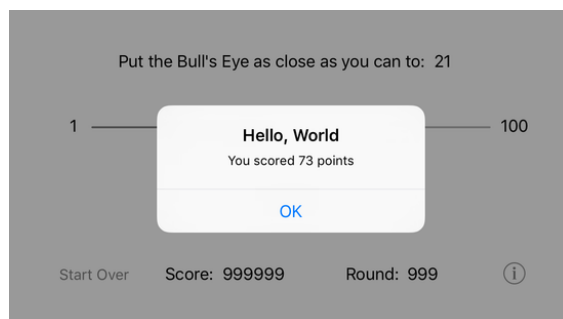 Put the Bull's Eye as close as you can to: 21
1 100
Hello, World
You scored 73 points
OK
Start Over Score: 999999 Round: 999